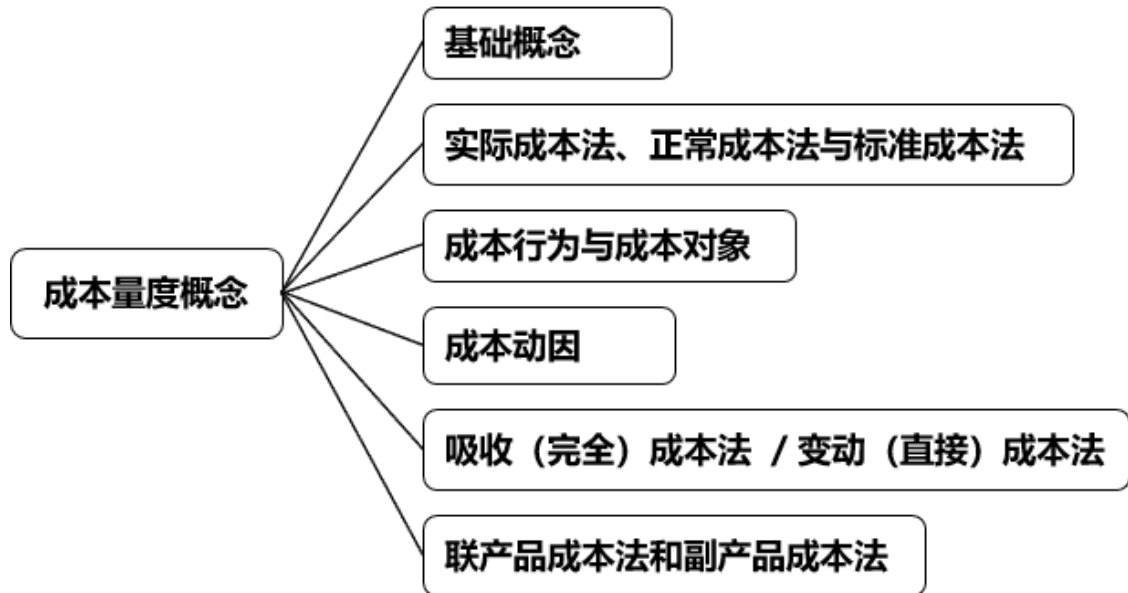 基础概念
实际成本法、正常成本法与标准成本法
成本行为与成本对象
成本量度概念
成本动因
吸收（完全）成本法 / 变动（直接）成本法
联产品成本法和副产品成本法